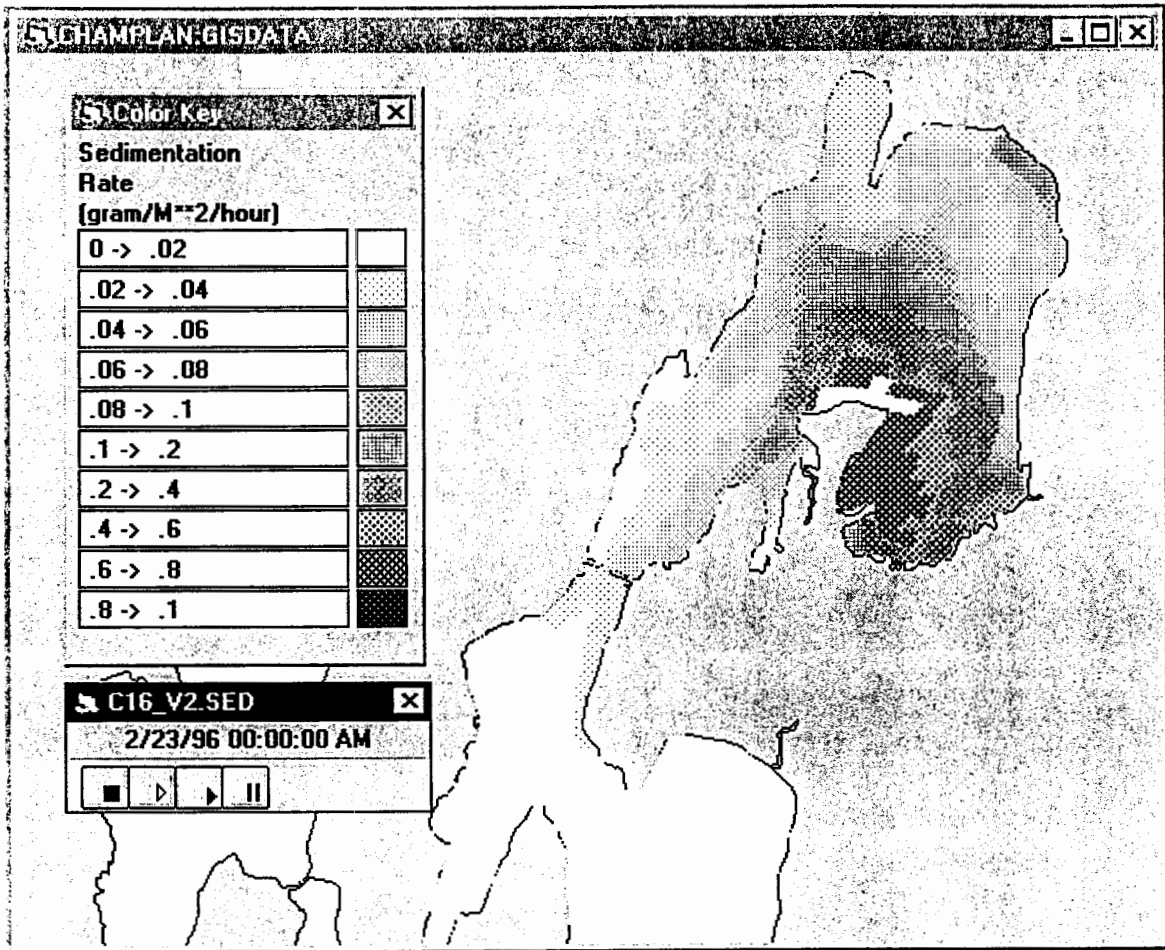 CHAMPLAN-GISDATA
Color Key
Sedimentation
Rate
(gram/M**2/hour)
0 -> .02
.02 -> .04
.04 -> .06
.06 -> .08
.08 -> .1
.1 -> .2
.2 -> .4
.4 -> .6
.6 -> .8
.8 -> .1
C16_V2.SED
2/23/96 00:00:00 AM